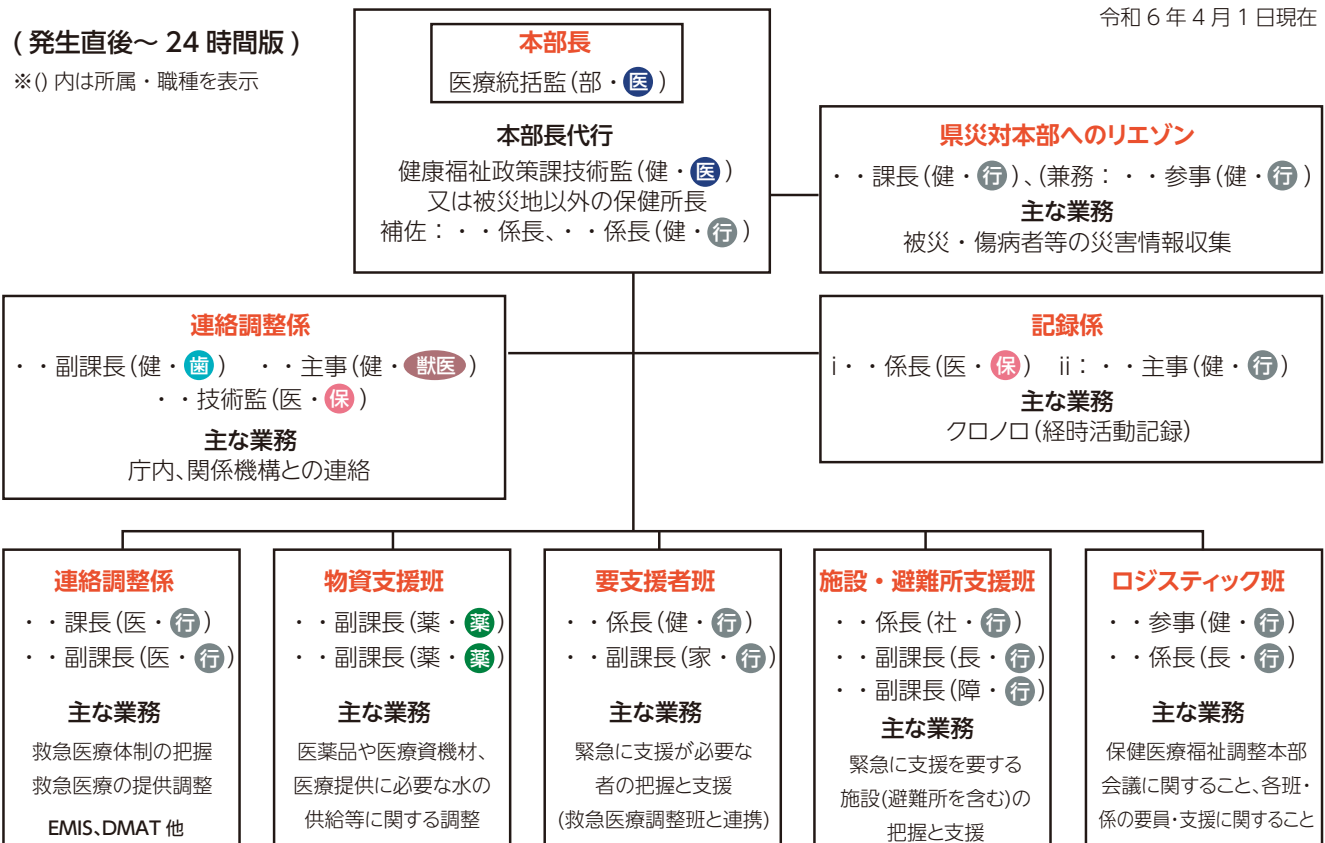 令和 6 年 4 月 1 日現在
( 発生直後～ 24 時間版 )
※() 内は所属・職種を表示
本部長
医療統括監(部・医)
本部長代行
健康福祉政策課技術監(健・医)
又は被災地以外の保健所長
補佐：・・係長、・・係長(健・行)
県災対本部へのリエゾン
・・課長(健・行)、(兼務：・・参事(健・行)
主な業務
被災・傷病者等の災害情報収集
連絡調整係
・・副課長(健・歯) ・・主事(健・獣医)
・・技術監(医・保)
主な業務
庁内、関係機構との連絡
記録係
i・・係長(医・保) ii：・・主事(健・行)
主な業務
クロノロ(経時活動記録)
連絡調整係
・・課長(医・行)
・・副課長(医・行)
主な業務
救急医療体制の把握
救急医療の提供調整
EMIS、DMAT 他
物資支援班
・・副課長(薬・薬)
・・副課長(薬・薬)
主な業務
医薬品や医療資機材、
医療提供に必要な水の
供給等に関する調整
要支援者班
・・係長(健・行)
・・副課長(家・行)
主な業務
緊急に支援が必要な
者の把握と支援
(救急医療調整班と連携)
施設・避難所支援班
・・係長(社・行)
・・副課長(長・行)
・・副課長(障・行)
主な業務
緊急に支援を要する
施設(避難所を含む)の
把握と支援
ロジスティック班
・・参事(健・行)
・・係長(長・行)
主な業務
保健医療福祉調整本部
会議に関すること、各班・
係の要員・支援に関すること